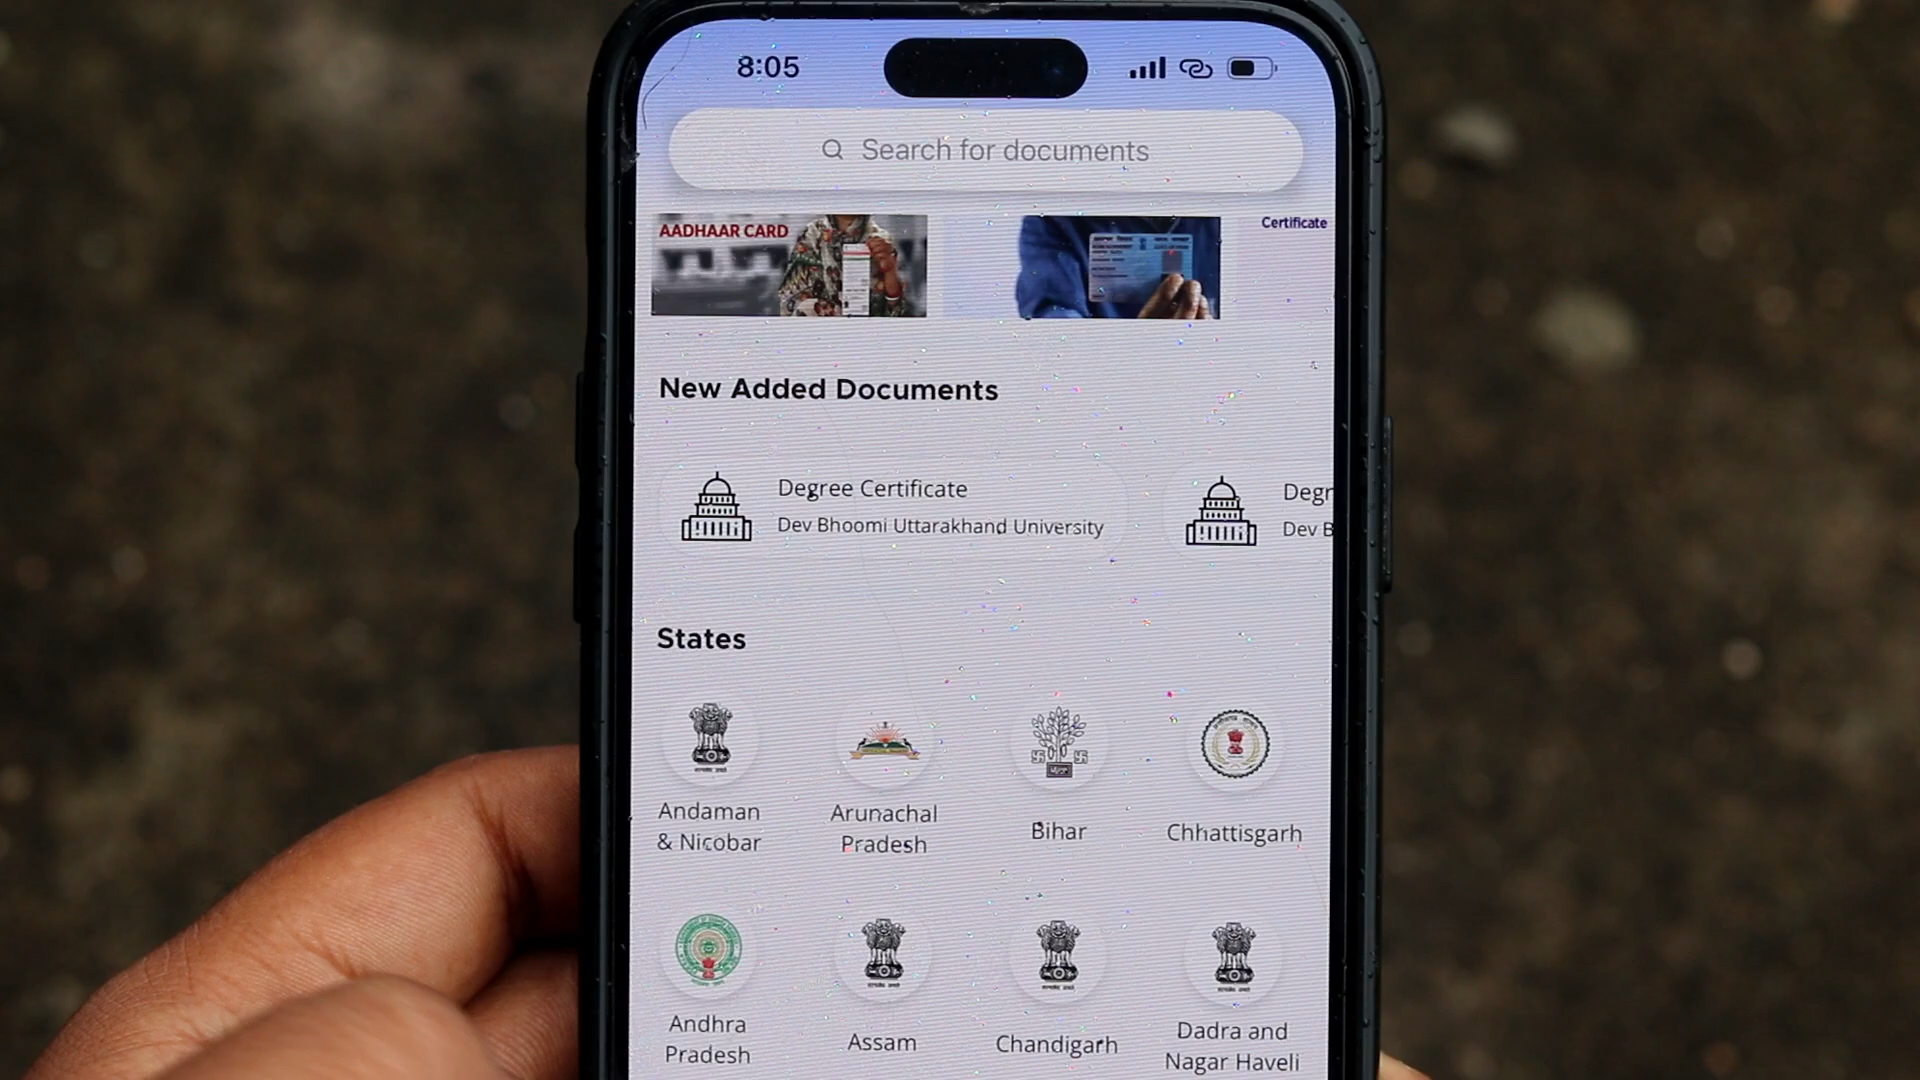 8:05
Search for documents
AADHAAR CARD
Certificate
New Added Documents
Degree Certificate
Dev Bhoomi Uttarakhand University
Degr
Dev B
States
Andaman
& Nicobar
Arunachal
Pradesh
Bihar
Chhattisgarh
Andhra
Pradesh
Assam
Chandigarh
Dadra and
Nagar Haveli